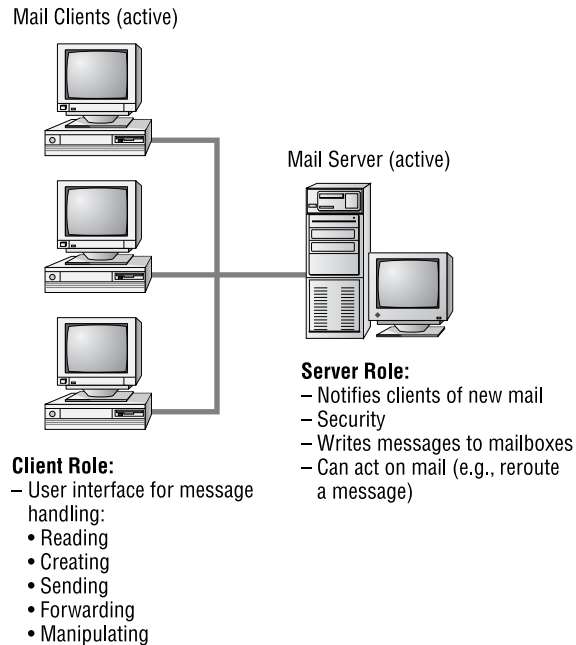 Mail Clients (active)
Mail Server (active)
Server Role:
– Notifies clients of new mail
– Security
– Writes messages to mailboxes
– Can act on mail (e.g., reroute
a message)
Client Role:
– User interface for message
handling:
• Reading
• Creating
• Sending
• Forwarding
• Manipulating